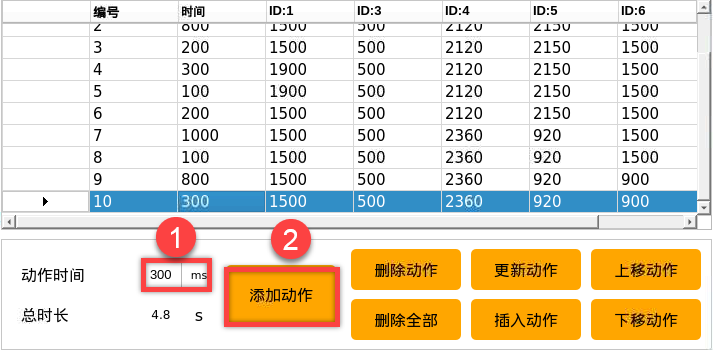 编号 时间 ID:1 ID:3 ID:4 ID:5 ID:6
2 800 1500 500 2120 2150 1500
3 200 1500 500 2120 2150 1500
4 300 1900 500 2120 2150 1500
5 100 1900 500 2120 2150 1500
6 200 1500 500 2120 2150 1500
7 1000 1500 500 2360 920 1500
8 100 1500 500 2360 920 1500
9 800 1500 500 2360 920 900
10 300 1500 500 2360 920 900
1 2
动作时间 300 ms 添加动作 删除动作 更新动作 上移动作
总时长 4.8 s 删除全部 插入动作 下移动作